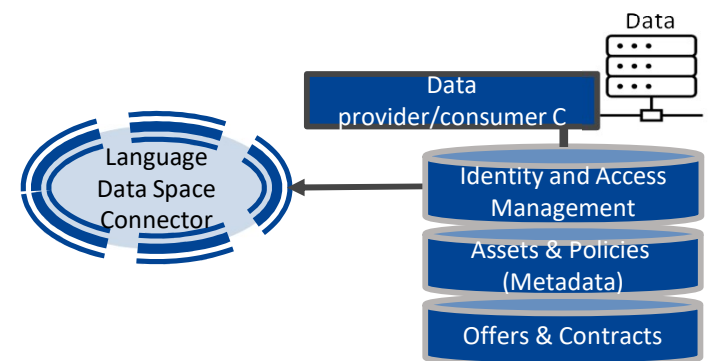 Data
Data
provider/consumer C
Language
Data Space
Connector
Identity and Access
Management
Assets & Policies
(Metadata)
Offers & Contracts